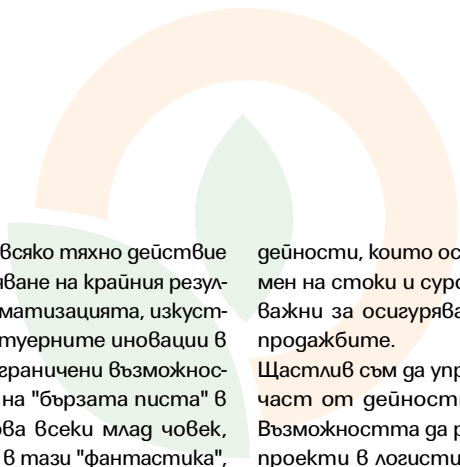 всяко тяхно действие
ване на крайния резул-
матизацията, изкуст-
туерните иновации в
граничени възможнос-
на "бързата писта" в
ва всеки млад човек,
в тази "фантастика",
дейности, които ос
мен на стоки и суро
важни за осигурява
продажбите.
Щастлив съм да упр
част от дейност
Възможността да р
проекти в логисти